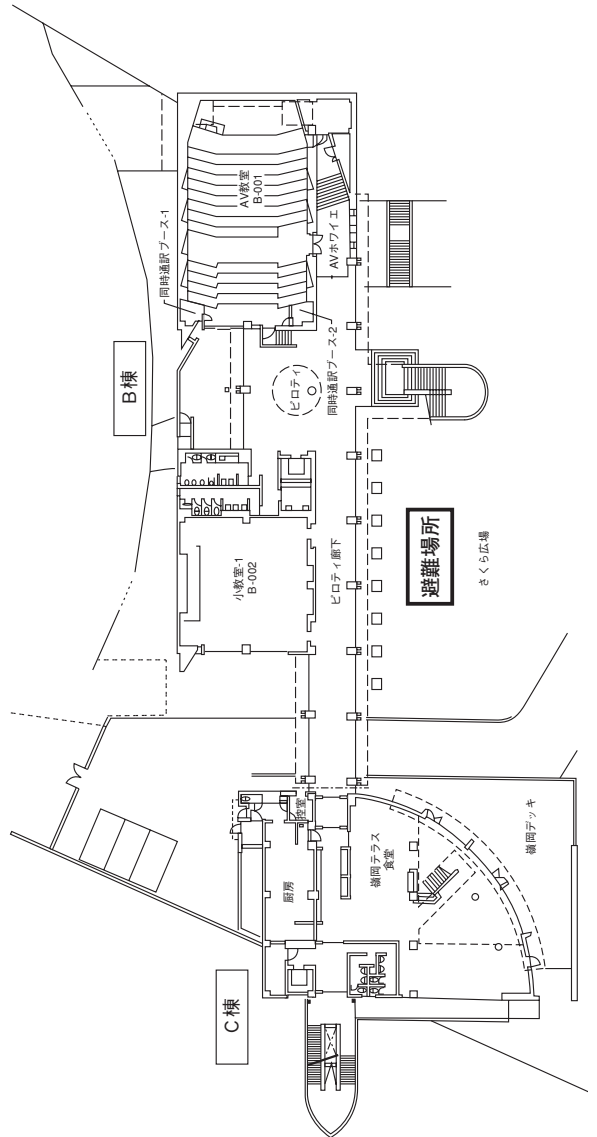 B棟
同時通訳ブース-1
AV教室
B-001
AVホワイエ
同時通訳ブース-2
ピロティ
小教室-1
B-002
ピロティ廊下
避難場所
さくら広場
C棟
控室
厨房
嶺岡テラス
食堂
嶺岡デッキ